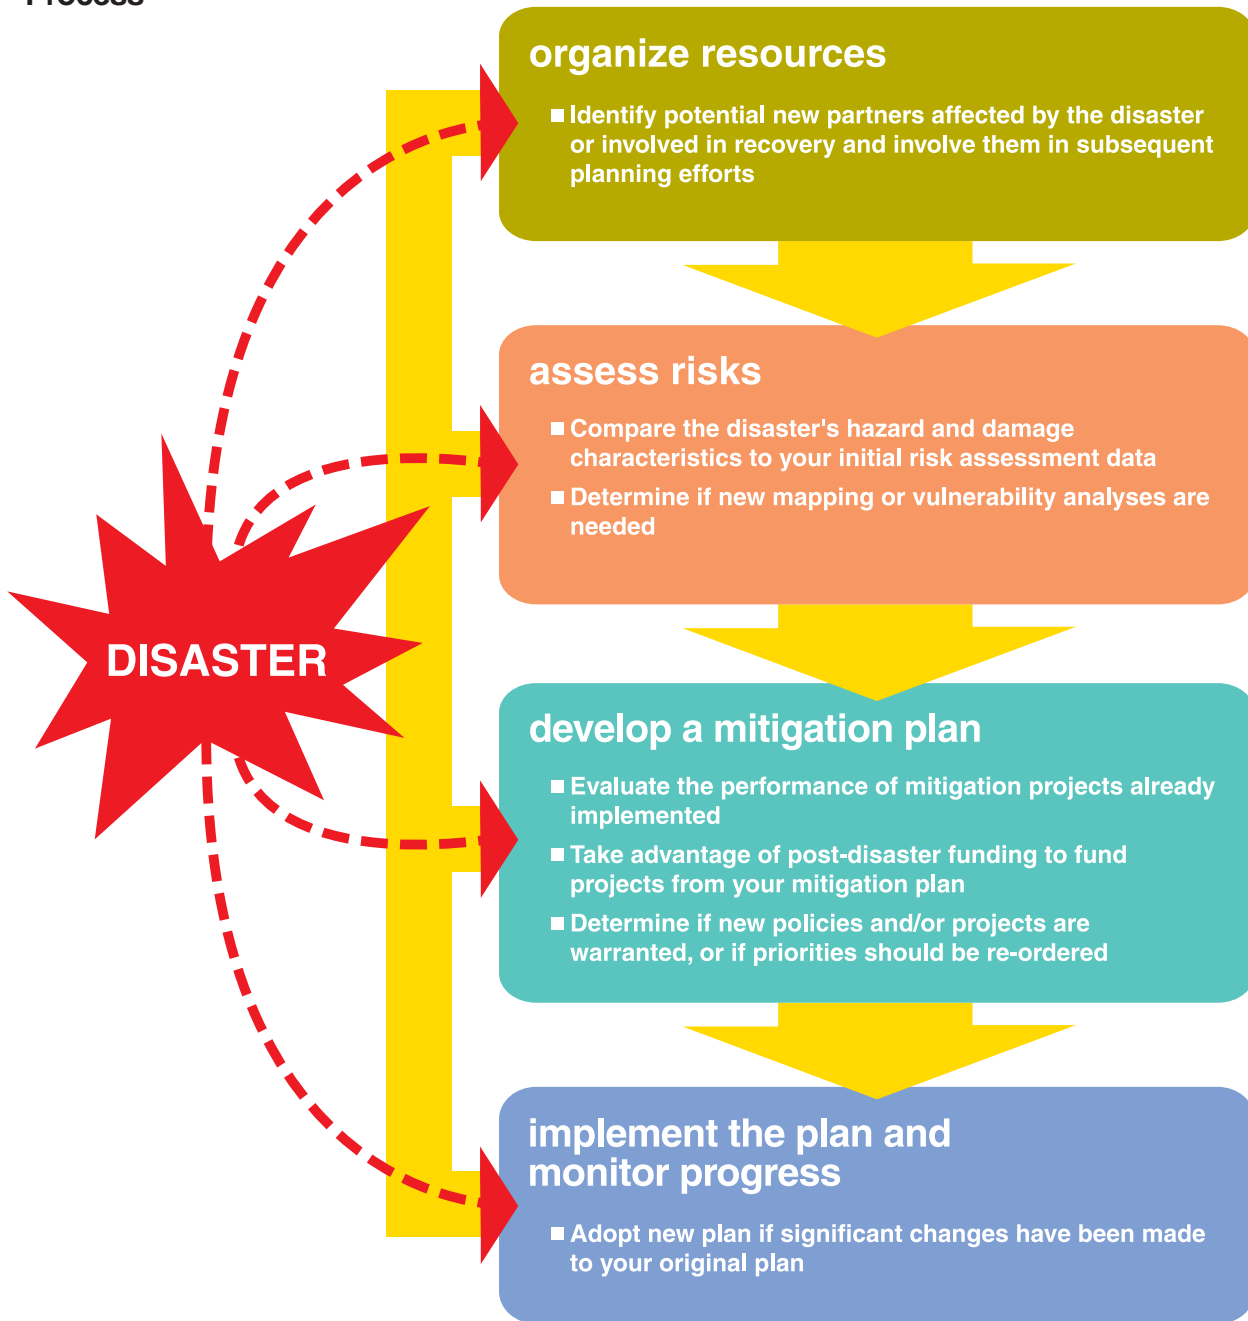 Process
organize resources
■ Identify potential new partners affected by the disaster
or involved in recovery and involve them in subsequent
planning efforts
assess risks
■ Compare the disaster's hazard and damage
characteristics to your initial risk assessment data
■ Determine if new mapping or vulnerability analyses are
needed
DISASTER
develop a mitigation plan
■ Evaluate the performance of mitigation projects already
implemented
■ Take advantage of post-disaster funding to fund
projects from your mitigation plan
■ Determine if new policies and/or projects are
warranted, or if priorities should be re-ordered
implement the plan and
monitor progress
■ Adopt new plan if significant changes have been made
to your original plan